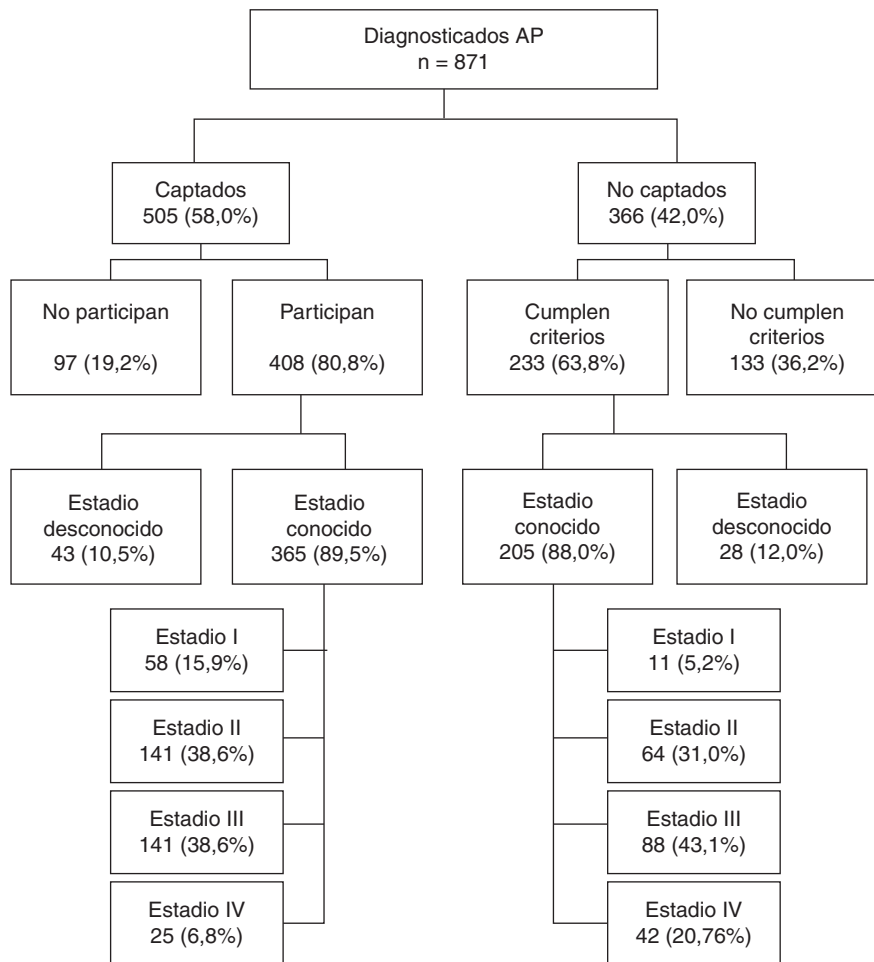 Diagnosticados AP
n = 871
Captados
505 (58,0%)
No captados
366 (42,0%)
No participan
97 (19,2%)
Participan
408 (80,8%)
Cumplen
criterios
233 (63,8%)
No cumplen
criterios
133 (36,2%)
Estadio
desconocido
43 (10,5%)
Estadio
conocido
365 (89,5%)
Estadio
conocido
205 (88,0%)
Estadio
desconocido
28 (12,0%)
Estadio I
58 (15,9%)
Estadio II
141 (38,6%)
Estadio III
141 (38,6%)
Estadio IV
25 (6,8%)
Estadio I
11 (5,2%)
Estadio II
64 (31,0%)
Estadio III
88 (43,1%)
Estadio IV
42 (20,76%)